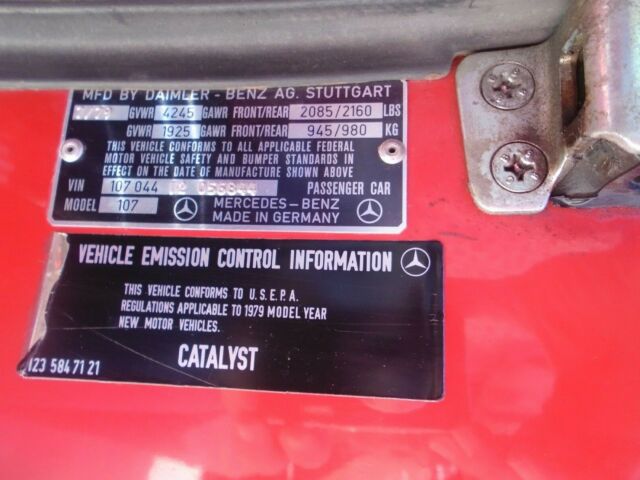 MFD BY DAIMLER - BENZ AG. STUTTGART
GVWR 4245 GAWR FRONT/REAR 2085/2160 LBS
GVWR 1925 GAWR FRONT/REAR 945/980 KG
THIS VEHICLE CONFORMS TO ALL APPLICABLE FEDERAL
MOTOR VEHICLE SAFETY AND BUMPER STANDARDS IN
EFFECT ON THE DATE OF MANUFACTURE SHOWN ABOVE
VIN 107 044 12 056844 PASSENGER CAR
MODEL 107 MERCEDES-BENZ
MADE IN GERMANY
VEHICLE EMISSION CONTROL INFORMATION
THIS VEHICLE CONFORMS TO U.S.E.P.A.
REGULATIONS APPLICABLE TO 1979 MODEL YEAR
NEW MOTOR VEHICLES.
CATALYST
123 584 71 21